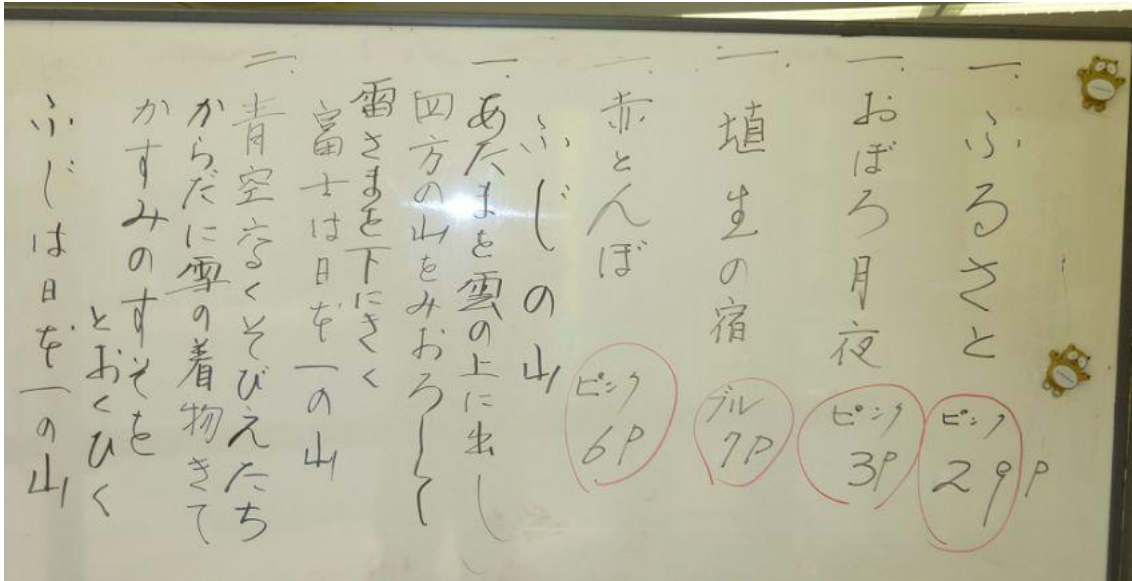 一. ふるさと
ピンク
29P
一. おぼろ月夜
ピンク
3P
一. 埴生の宿
ブル
7P
一. 赤とんぼ
ピンク
6P
ふじの山
一. あたまを雲の上に出し
四方の山をみおろして
雷さまを下にきく
富士は日本一の山
二. 青空高くそびえたち
からだに雪の着物きて
かすみのすそを
とおくひく
ふじは日本一の山